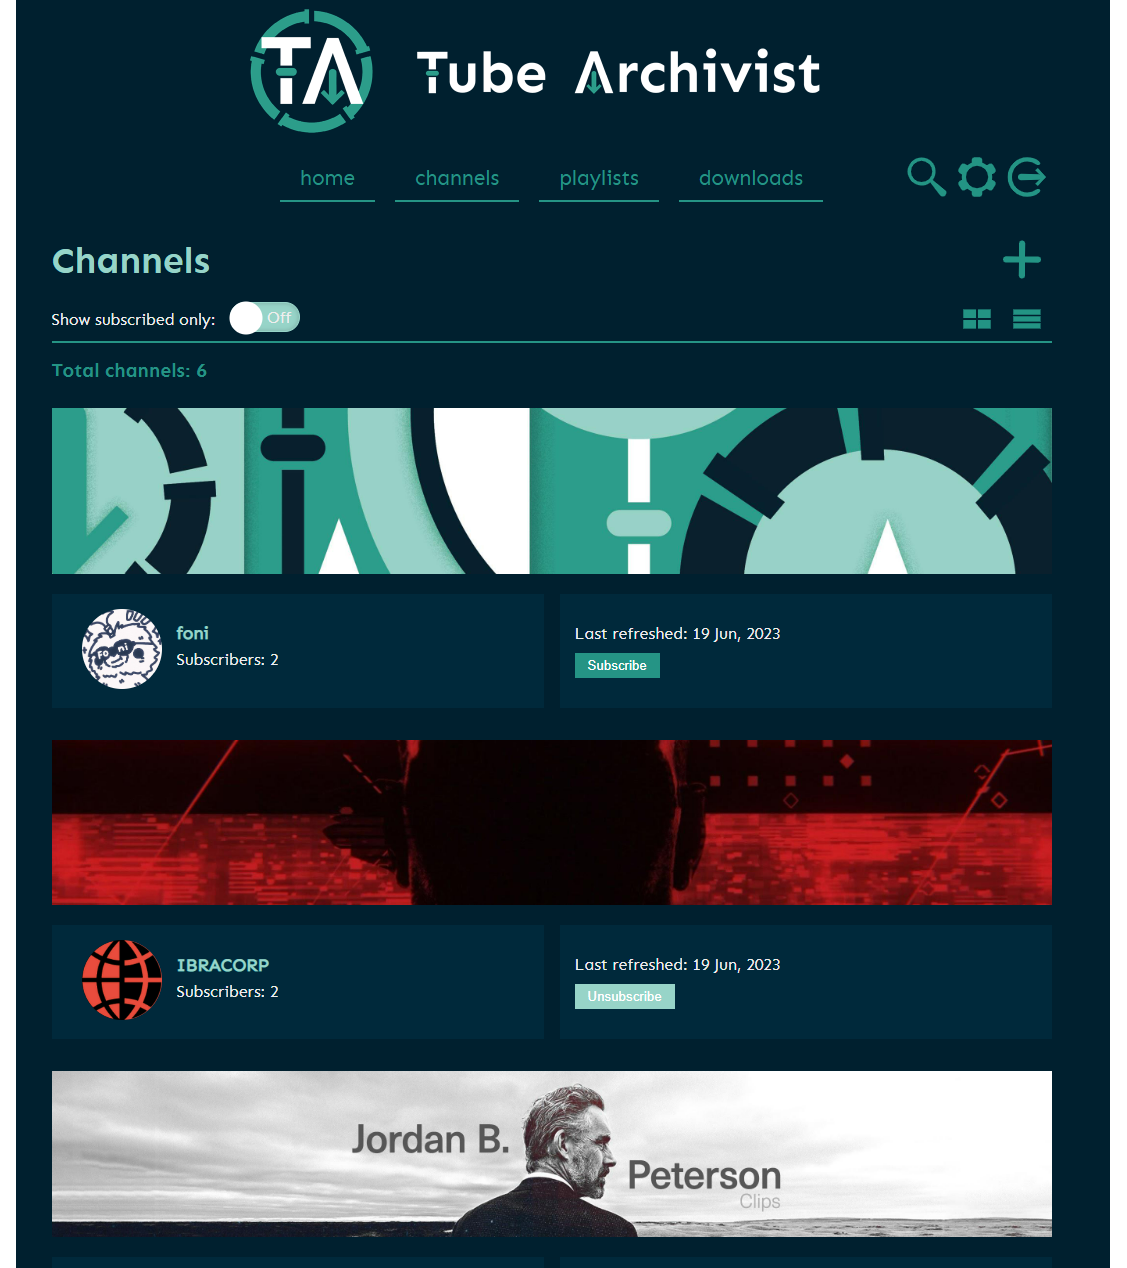 TA Tube Archivist
home channels playlists downloads
Channels
Show subscribed only: Off
Total channels: 6
foni
Subscribers: 2
Last refreshed: 19 Jun, 2023
Subscribe
IBRACORP
Subscribers: 2
Last refreshed: 19 Jun, 2023
Unsubscribe
Jordan B.
Peterson
Clips